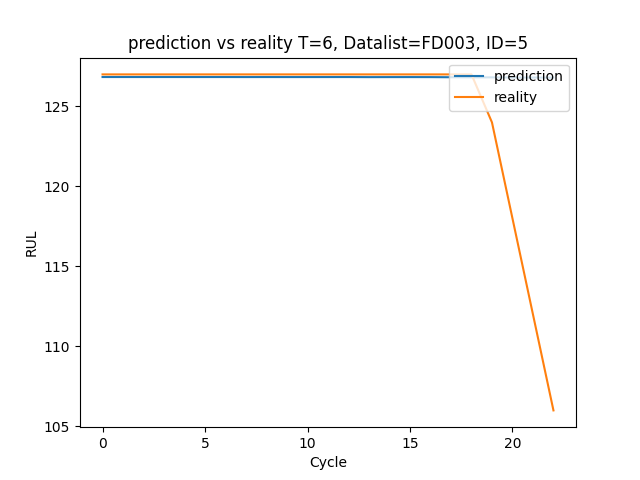 prediction vs reality T=6, Datalist=FD003, ID=5
prediction
reality
125
120
115
110
105
RUL
0 5 10 15 20
Cycle